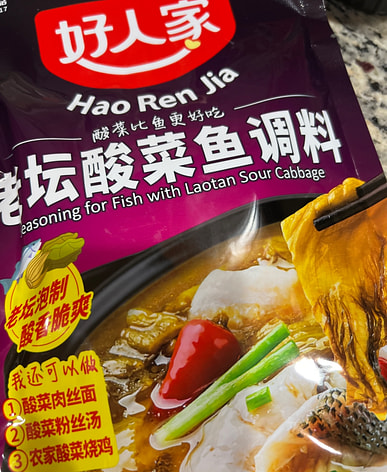 好人家
Hao Ren Jia
酸菜比鱼更好吃
老坛酸菜鱼调料
easoning for Fish with Laotan Sour Cabbage
老坛泡制
酸香脆爽
我还可以做
1 酸菜肉丝面
2 酸菜粉丝汤
3 农家酸菜烧鸡